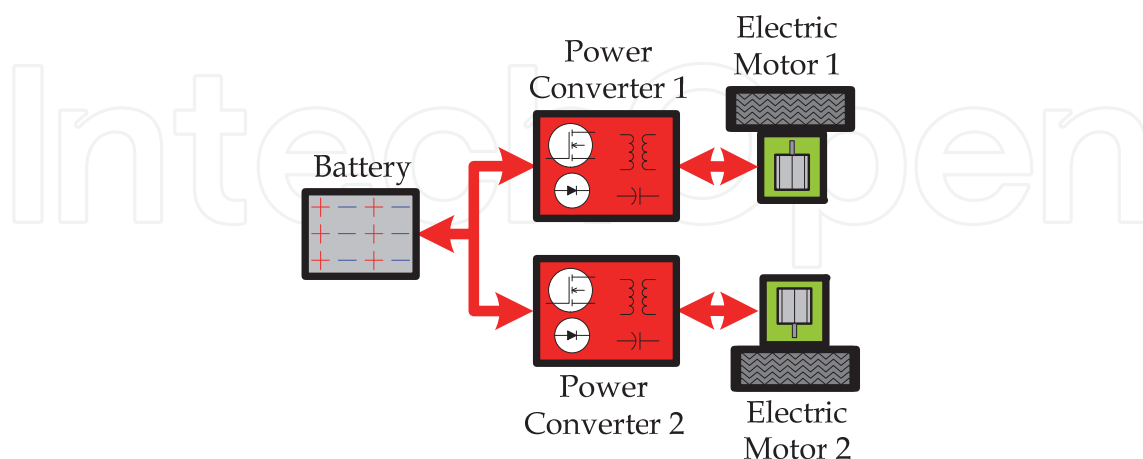 Electric
Motor 1
Power
Converter 1
Battery
Power
Converter 2
Electric
Motor 2
IntechOpen